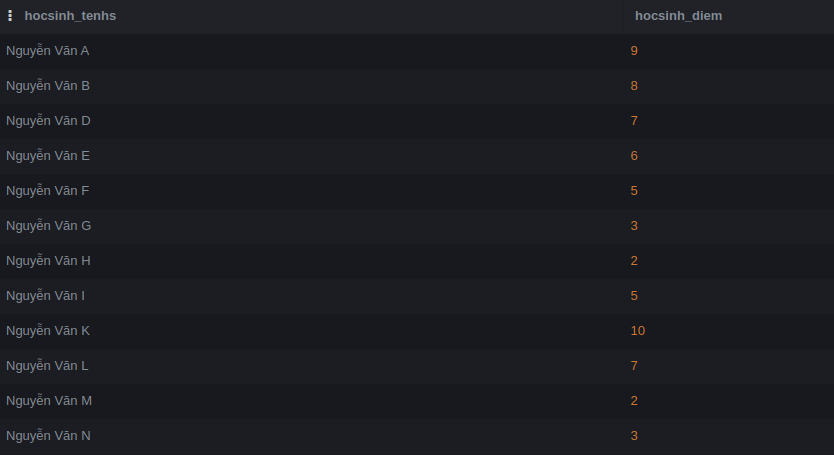 hocsinh_tenhs hocsinh_diem
Nguyễn Văn A 9
Nguyễn Văn B 8
Nguyễn Văn D 7
Nguyễn Văn E 6
Nguyễn Văn F 5
Nguyễn Văn G 3
Nguyễn Văn H 2
Nguyễn Văn I 5
Nguyễn Văn K 10
Nguyễn Văn L 7
Nguyễn Văn M 2
Nguyễn Văn N 3